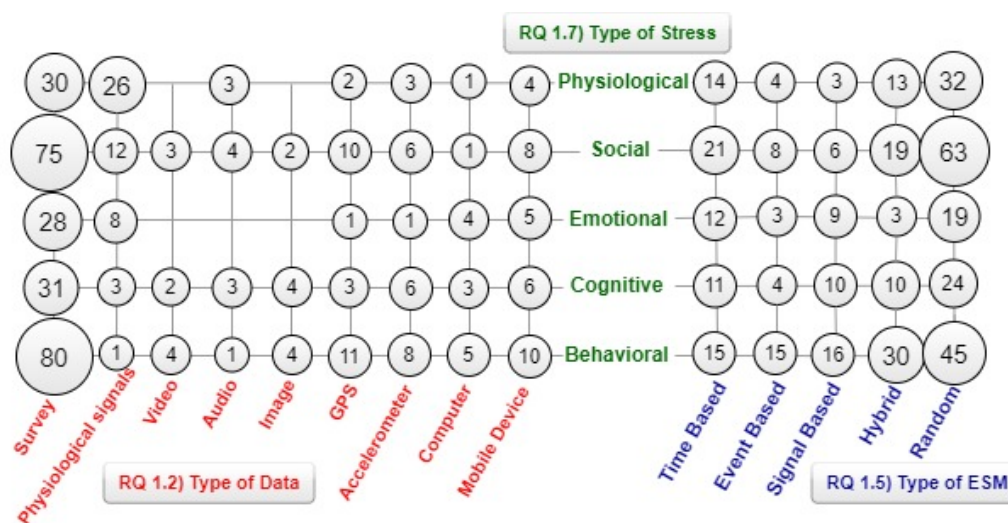 RQ 1.7) Type of Stress
30 26 3 2 3 1 4 Physiological 14 4 3 13 32
75 12 3 4 2 10 6 1 8 Social 21 8 6 19 63
28 8 1 1 4 5 Emotional 12 3 9 3 19
31 3 2 3 4 3 6 3 6 Cognitive 11 4 10 10 24
80 1 4 1 4 11 8 5 10 Behavioral 15 15 16 30 45
Survey
Physiological signals
Video
Audio
Image
GPS
Accelerometer
Computer
Mobile Device
Time Based
Event Based
Signal Based
Hybrid
Random
RQ 1.2) Type of Data
RQ 1.5) Type of ESM